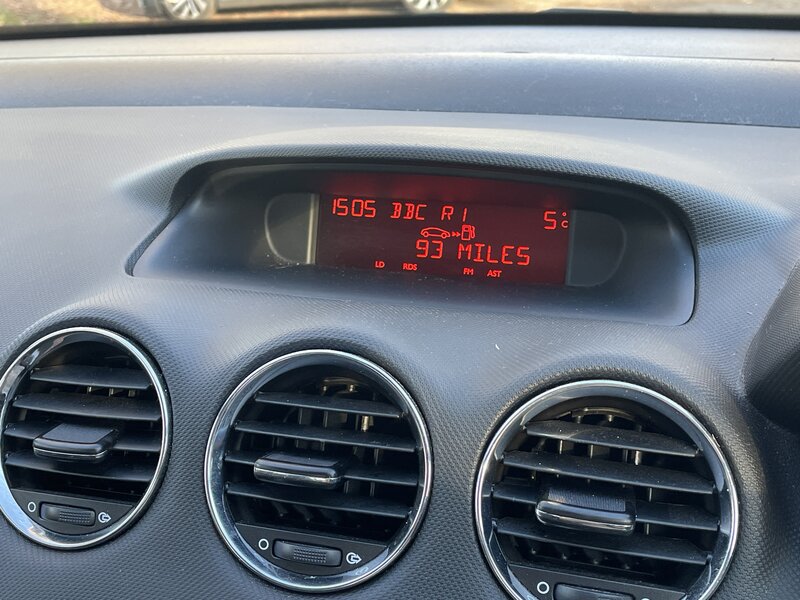 1505 BBC R1 5°C
93 MILES
LD RDS FM AST